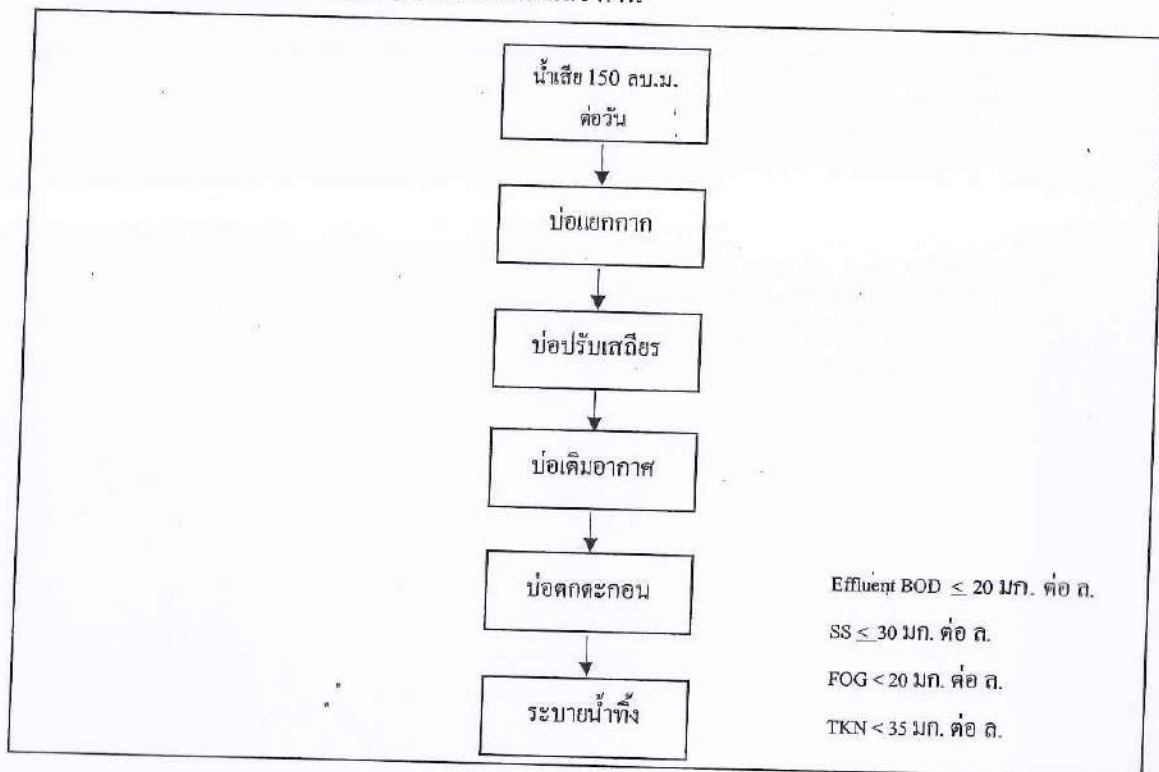 น้ำเสีย 150 ลบ.ม.
ต่อวัน
บ่อแยกกาก
บ่อปรับเสถียร
บ่อเติมอากาศ
บ่อตกตะกอน
ระบายน้ำทิ้ง
Effluent BOD ≤ 20 มก. ต่อ ล.
SS ≤ 30 มก. ต่อ ล.
FOG < 20 มก. ต่อ ล.
TKN < 35 มก. ต่อ ล.